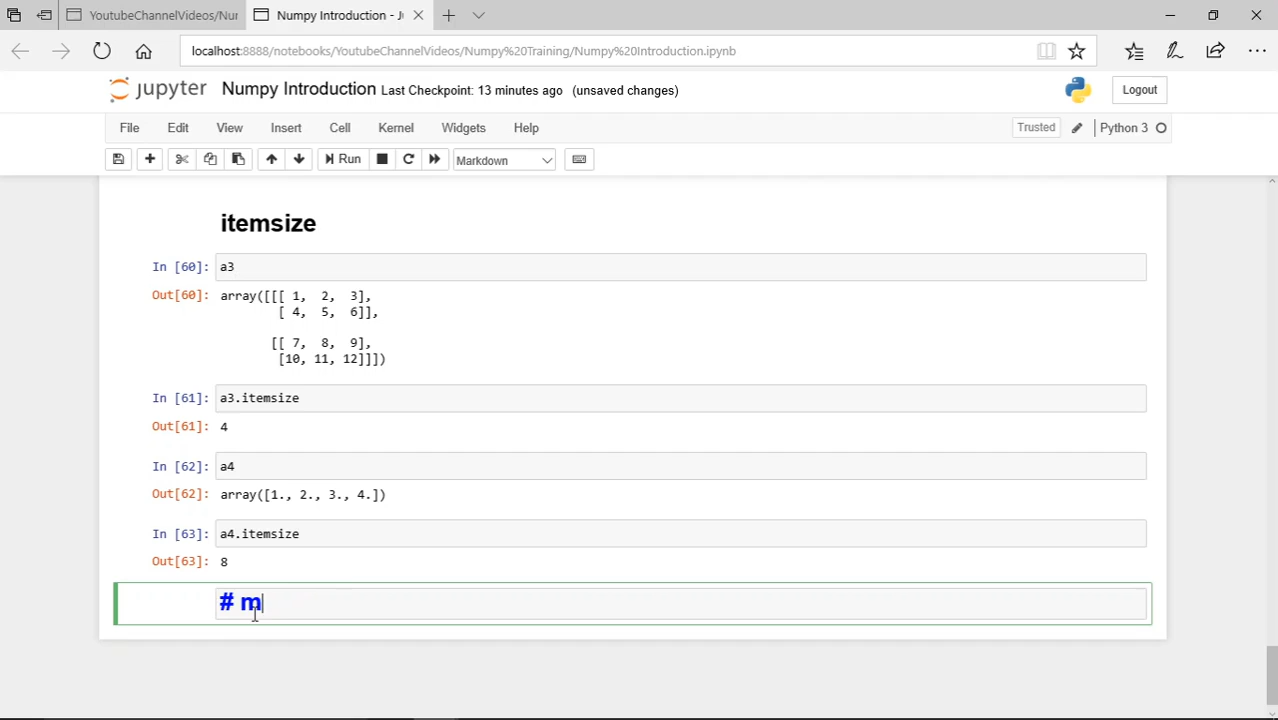 YoutubeChannelVideos/Nur
Numpy Introduction - Ju
localhost:8888/notebooks/YoutubeChannelVideos/Numpy%20Training/Numpy%20Introduction.ipynb
jupyter Numpy Introduction Last Checkpoint: 13 minutes ago (unsaved changes)
Logout
File Edit View Insert Cell Kernel Widgets Help
Trusted
Python 3
Run
Markdown
itemsize
In [60]: a3
Out[60]: array([[[ 1, 2, 3],
[ 4, 5, 6]],
[[ 7, 8, 9],
[10, 11, 12]]])
In [61]: a3.itemsize
Out[61]: 4
In [62]: a4
Out[62]: array([1., 2., 3., 4.])
In [63]: a4.itemsize
Out[63]: 8
# m